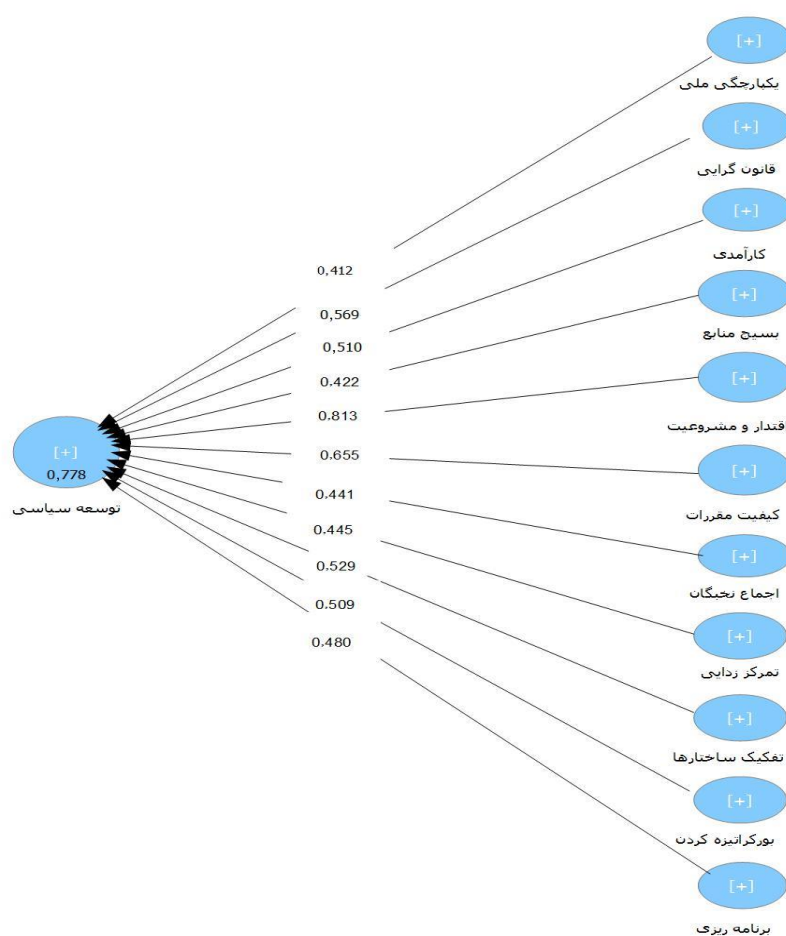 [+]
یکپارچگی ملی
[+]
قانون گرایی
[+]
کارآمدی
[+]
بسیج منابع
[+]
اقتدار و مشروعیت
[+]
کیفیت مقررات
[+]
اجماع نخبگان
[+]
تمرکز زدایی
[+]
تفکیک ساختارها
[+]
بورکراتیزه کردن
[+]
برنامه ریزی
0,412
0,569
0,510
0.422
0.813
0.655
0.441
0.445
0.529
0.509
0.480
[+]
0,778
توسعه سیاسی